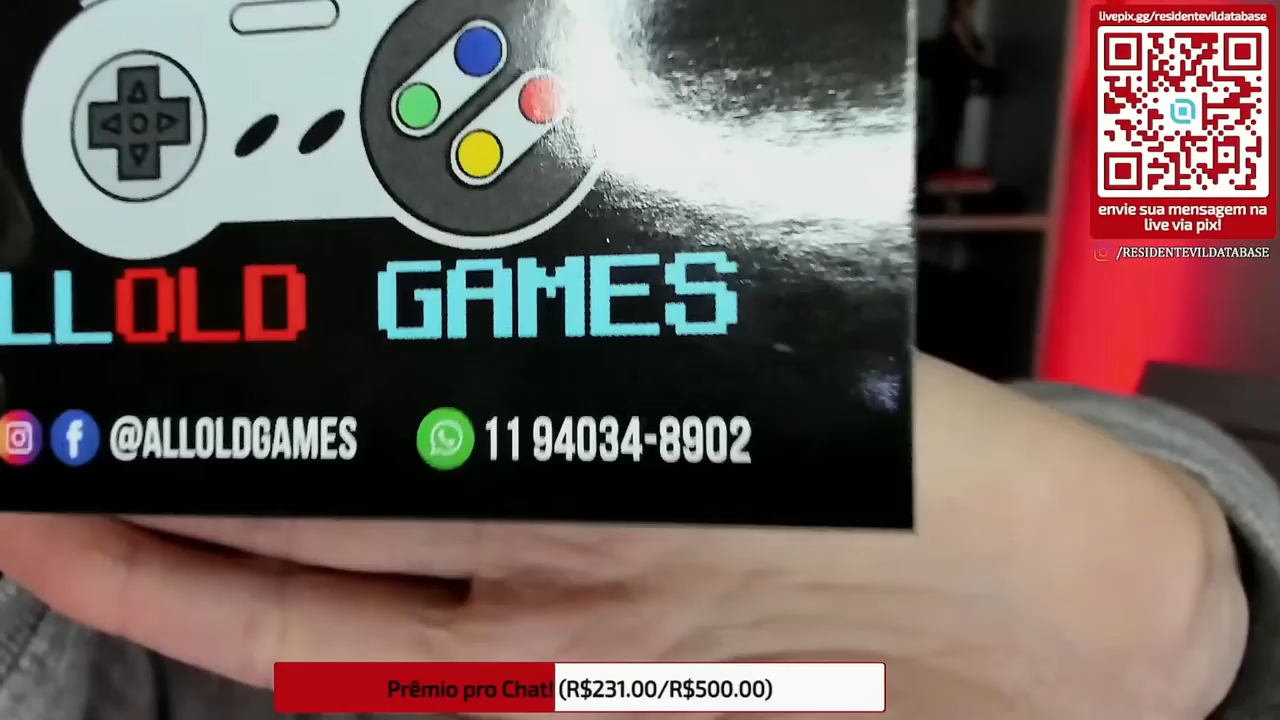 livepix.gg/residentevildatabase
envie sua mensagem na
live via pix!
/RESIDENTEVILDATABASE
LLOLD GAMES
@ALLOLDGAMES
11 94034-8902
Prêmio pro Chat! (R$231.00/R$500.00)